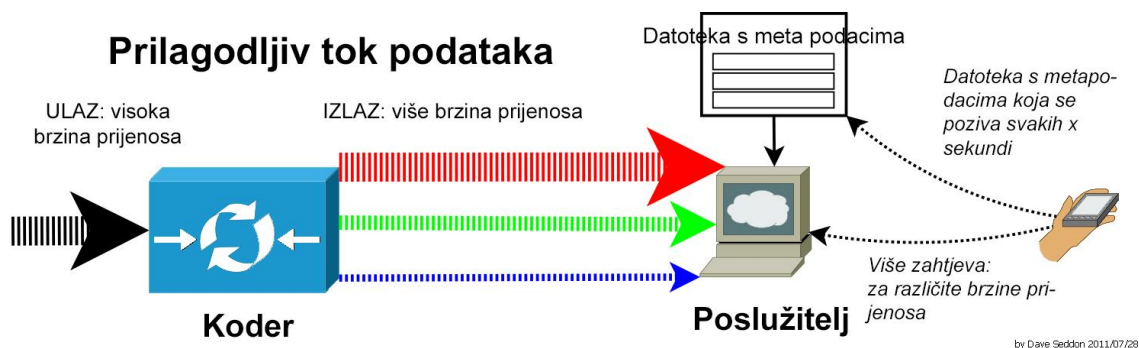 Prilagodljiv tok podataka
Datoteka s meta podacima
ULAZ: visoka
brzina prijenosa
IZLAZ: više brzina prijenosa
Datoteka s metapo-
dacima koja se
poziva svakih x
sekundi
Više zahtjeva:
za različite brzine pri-
jenosa
Koder
Poslužitelj
by Dave Seddon 2011/07/28